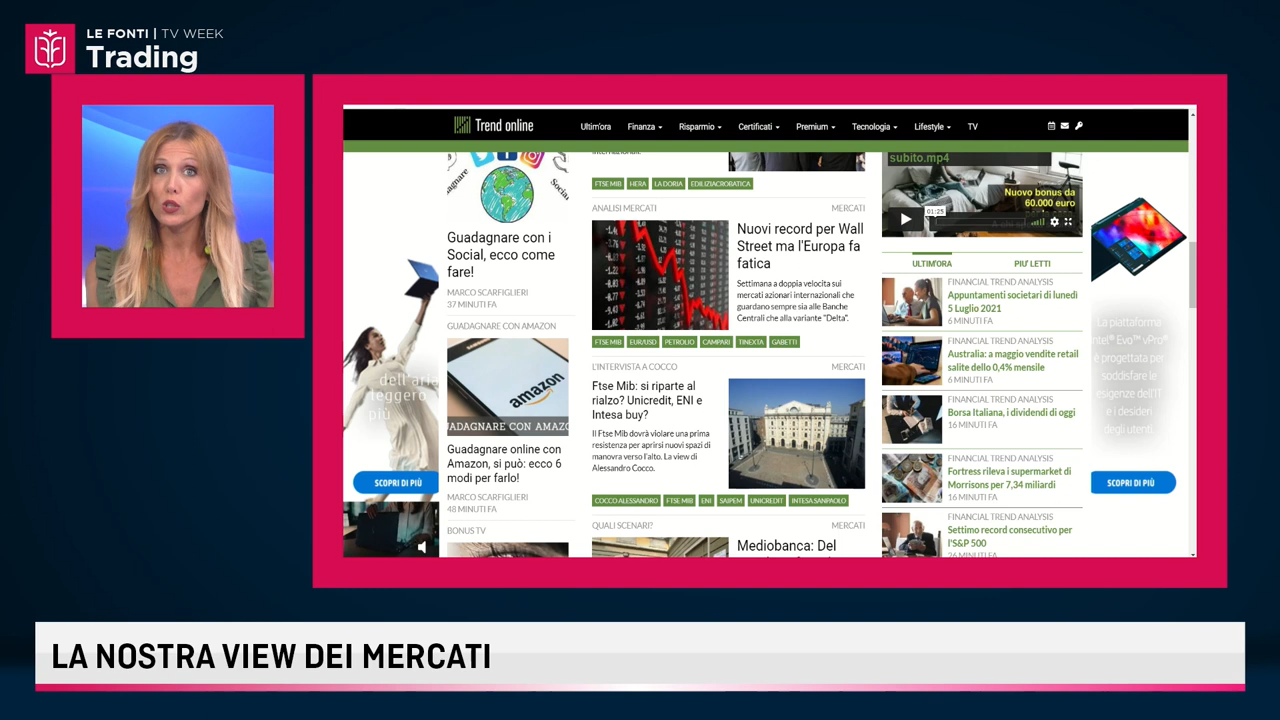 LE FONTI | TV WEEK
Trading
Trend online
Ultim'ora
Finanza
Risparmio
Certificati
Premium
Tecnologia
Lifestyle
TV
Guadagnare con i
Social, ecco come
fare!
MARCO SCARFIGLIERI
37 MINUTI FA
GUADAGNARE CON AMAZON
amazon
Guadagnare online con
Amazon, si può: ecco 6
modi per farlo!
MARCO SCARFIGLIERI
48 MINUTI FA
BONUS TV
dell'aria
leggero
più
SCOPRI DI PIÙ
FTSE MIB
HERA
LA DORIA
EDILIZIACROBATICA
ANALISI MERCATI
MERCATI
Nuovi record per Wall
Street ma l'Europa fa
fatica
Settimana a doppia velocita sui
mercati azionari internazionali che
guardano sempre sia alle Banche
Centrali che alla variante "Delta".
FTSE MIB
EUR/USD
PETROLIO
CAMPARI
TINEXTA
GABETTI
L'INTERVISTA A COCCO
MERCATI
Ftse Mib: si riparte al
rialzo? Unicredit, ENI e
Intesa buy?
Il Ftse Mib dovrà violare una prima
resistenza per aprirsi nuovi spazi di
manovra verso l'alto. La view di
Alessandro Cocco.
COCCO ALESSANDRO
FTSE MIB
ENI
SAIPEM
UNICREDIT
INTESA SANPAOLO
QUALI SCENARI?
MERCATI
Mediobanca: Del
subito.mp4
Nuovo bonus da
60.000 euro
01:25
ULTIM'ORA
PIU' LETTI
FINANCIAL TREND ANALYSIS
Appuntamenti societari di lunedì
5 Luglio 2021
6 MINUTI FA
FINANCIAL TREND ANALYSIS
Australia: a maggio vendite retail
salite dello 0,4% mensile
6 MINUTI FA
FINANCIAL TREND ANALYSIS
Borsa Italiana, i dividendi di oggi
16 MINUTI FA
FINANCIAL TREND ANALYSIS
Fortress rileva i supermarket di
Morrisons per 7,34 miliardi
16 MINUTI FA
FINANCIAL TREND ANALYSIS
Settimo record consecutivo per
l'S&P 500
26 MINUTI FA
La piattaforma
ntel® Evo™ vPro®
è progettata per
soddisfare le
esigenze dell'IT
e i desideri
degli utenti.
SCOPRI DI PIÙ
LA NOSTRA VIEW DEI MERCATI